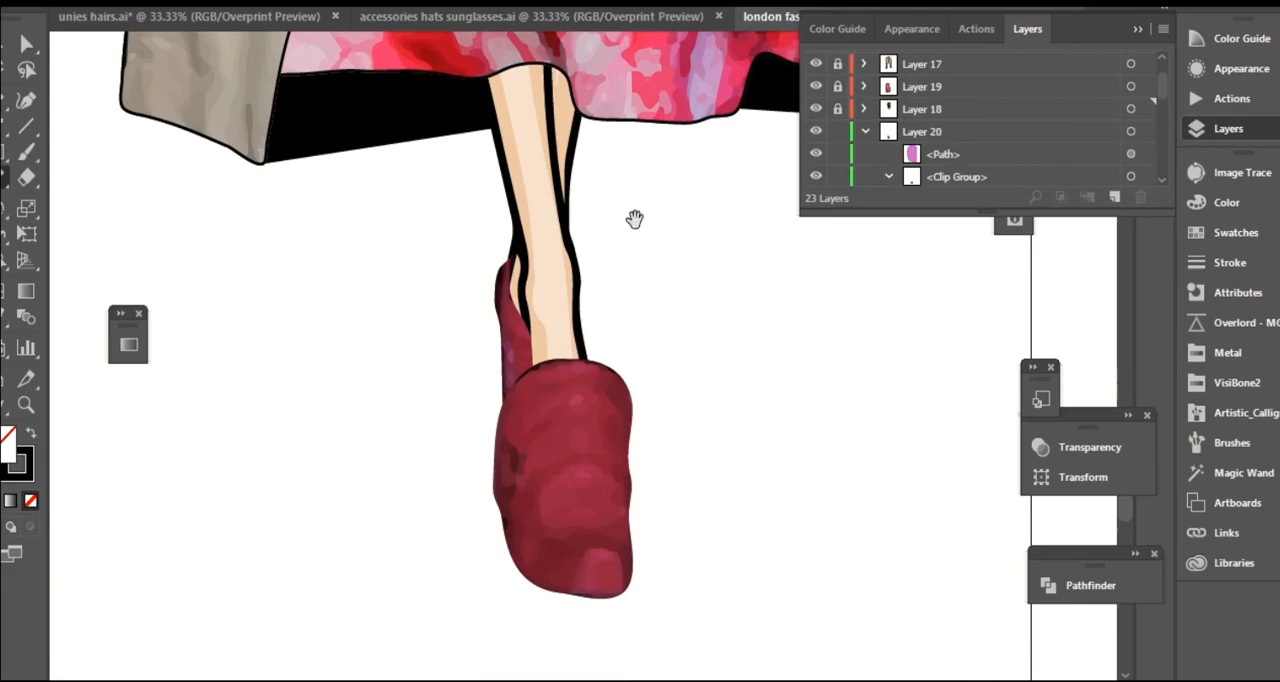 unies hairs.ai* @ 33.33% (RGB/Overprint Preview)
accessories hats sunglasses.ai @ 33.33% (RGB/Overprint Preview)
london fas
Color Guide
Appearance
Actions
Layers
Layer 17
Layer 19
Layer 18
Layer 20
<Path>
<Clip Group>
23 Layers
Color Guide
Appearance
Actions
Layers
Image Trace
Color
Swatches
Stroke
Attributes
Overlord - MO
Metal
VisiBone2
Artistic_Callig
Brushes
Magic Wand
Artboards
Links
Libraries
Transparency
Transform
Pathfinder